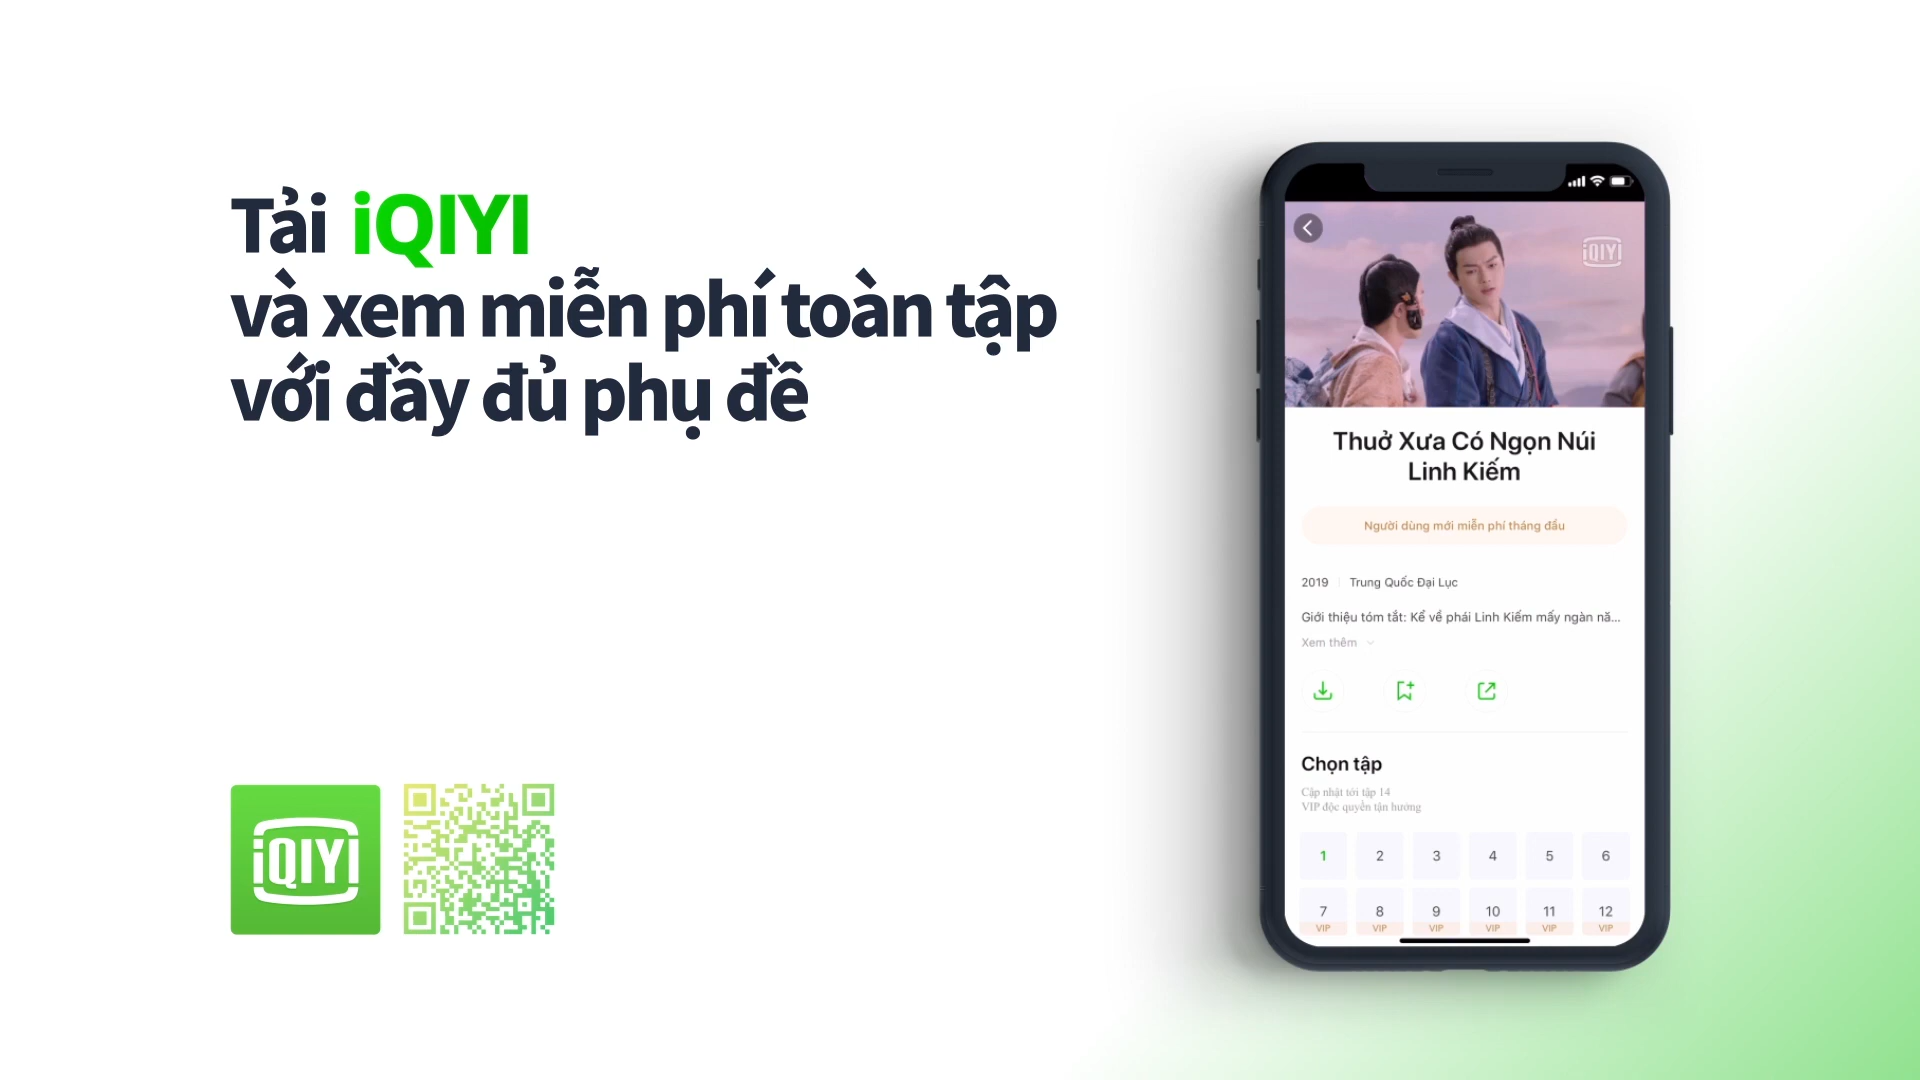 Tải iQIYI
và xem miễn phí toàn tập
với đầy đủ phụ đề
iQIYI
iQIYI
Thuở Xưa Có Ngọn Núi
Linh Kiếm
Người dùng mới miễn phí tháng đầu
2019 Trung Quốc Đại Lục
Giới thiệu tóm tắt: Kể về phái Linh Kiếm mấy ngàn nă...
Xem thêm
Chọn tập
Cập nhật tới tập 14
VIP độc quyền tận hưởng
1 2 3 4 5 6
7 8 9 10 11 12
VIP VIP VIP VIP VIP VIP